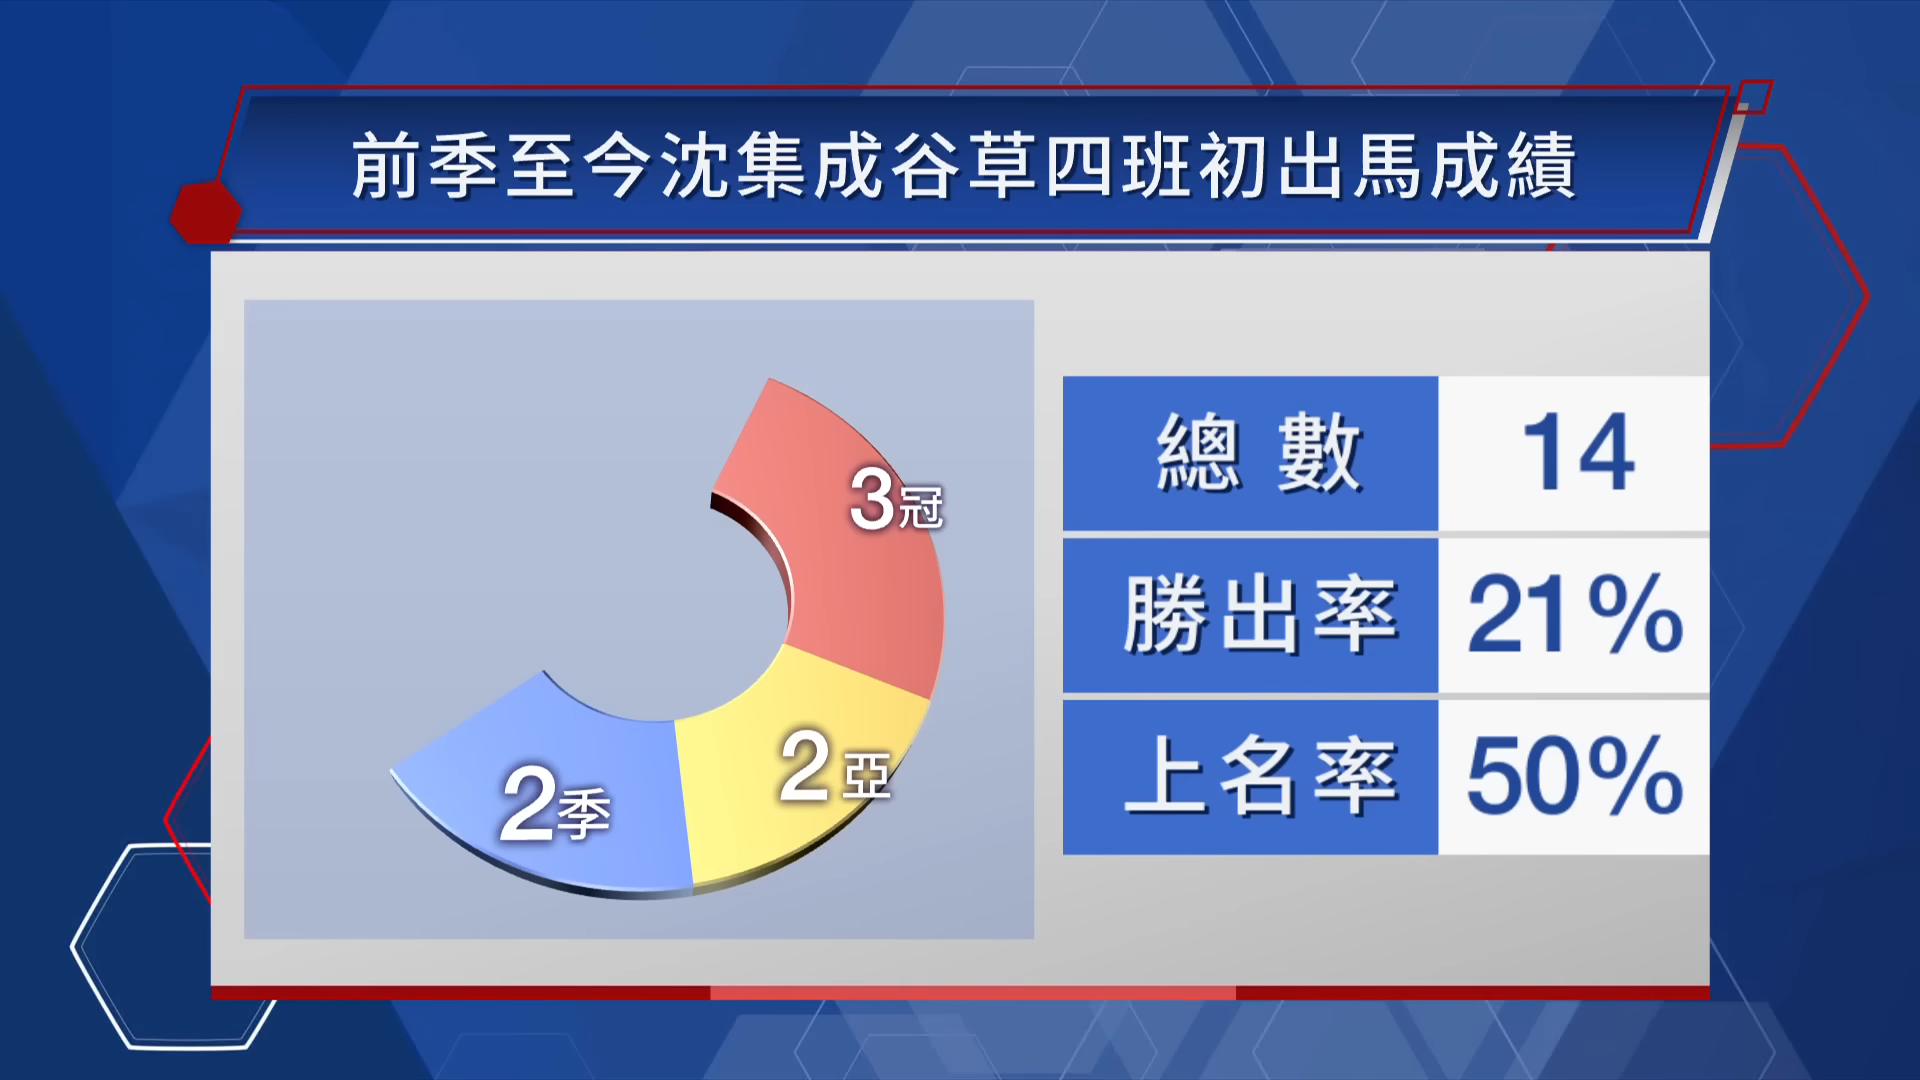 前季至今沈集成谷草四班初出馬成績
3冠
2亞
2季
總數 14
勝出率 21%
上名率 50%